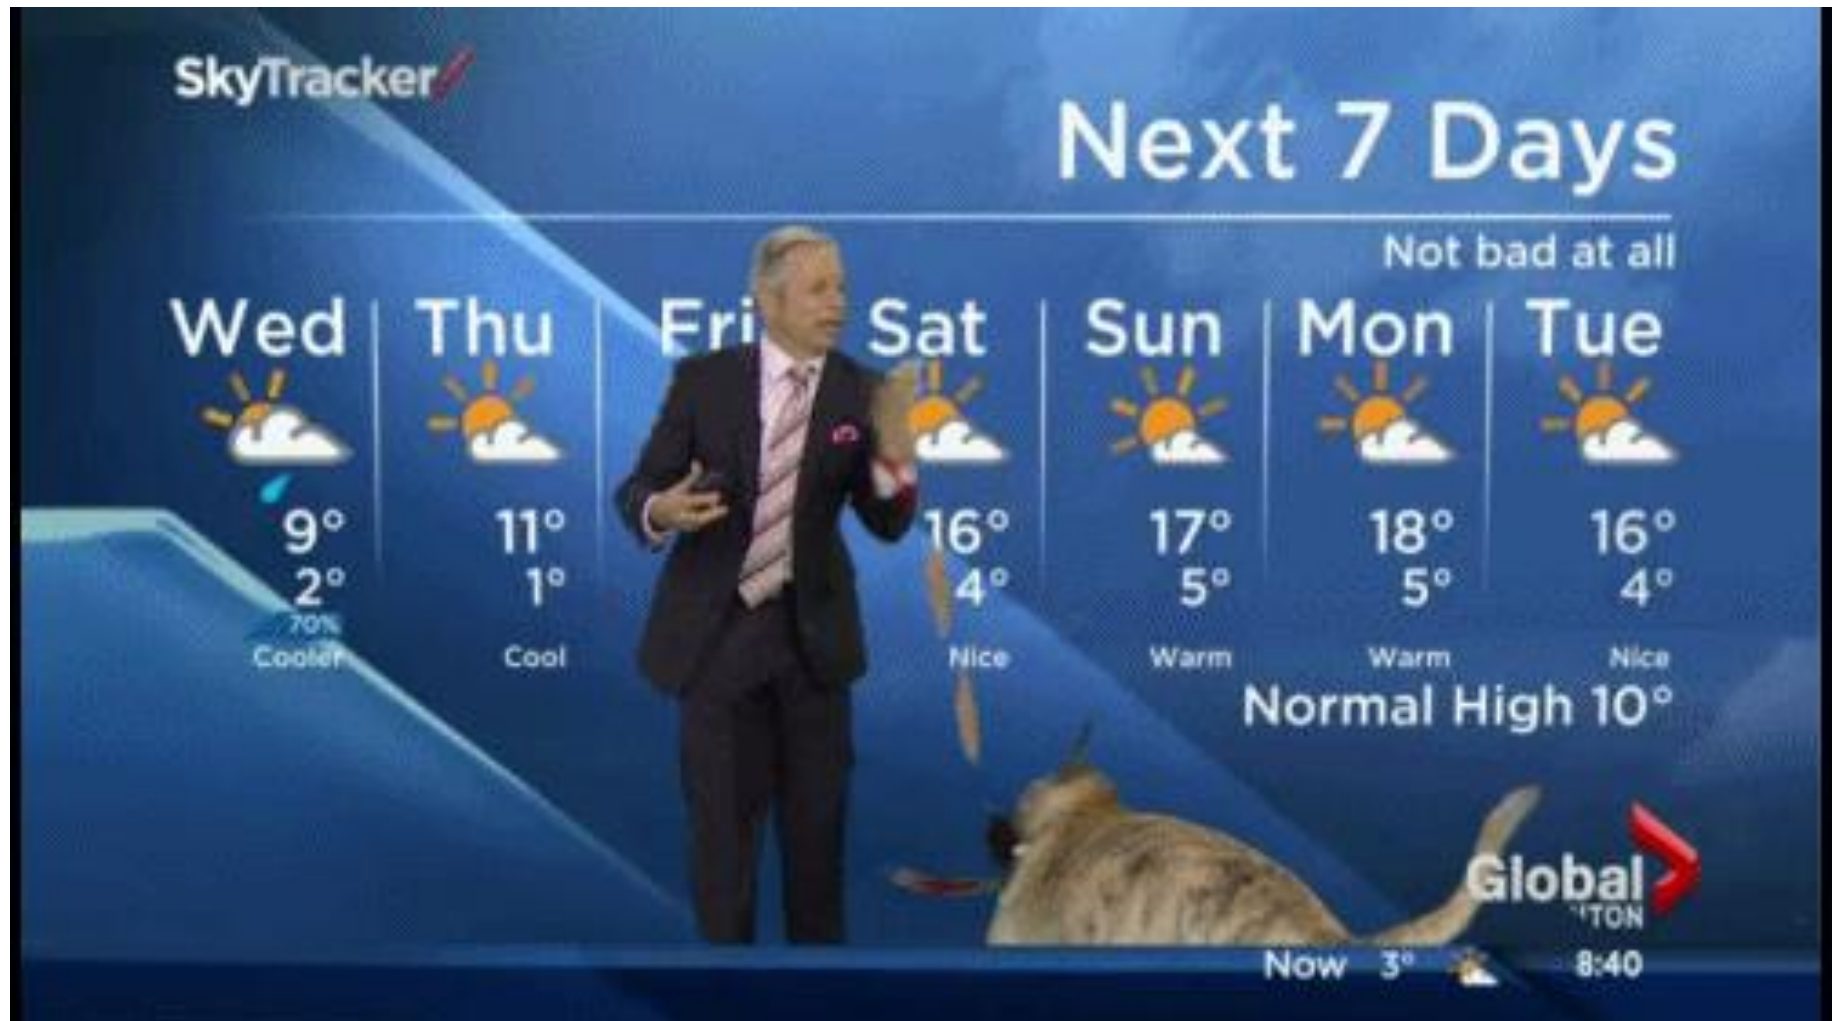 SkyTracker
Next 7 Days
Not bad at all
Wed Thu Fri Sat Sun Mon Tue
9° 11° 16° 17° 18° 16°
2° 1° 4° 5° 5° 4°
70%
Cooler Cool Nice Warm Warm Nice
Normal High 10°
Global
Now 3° 8:40